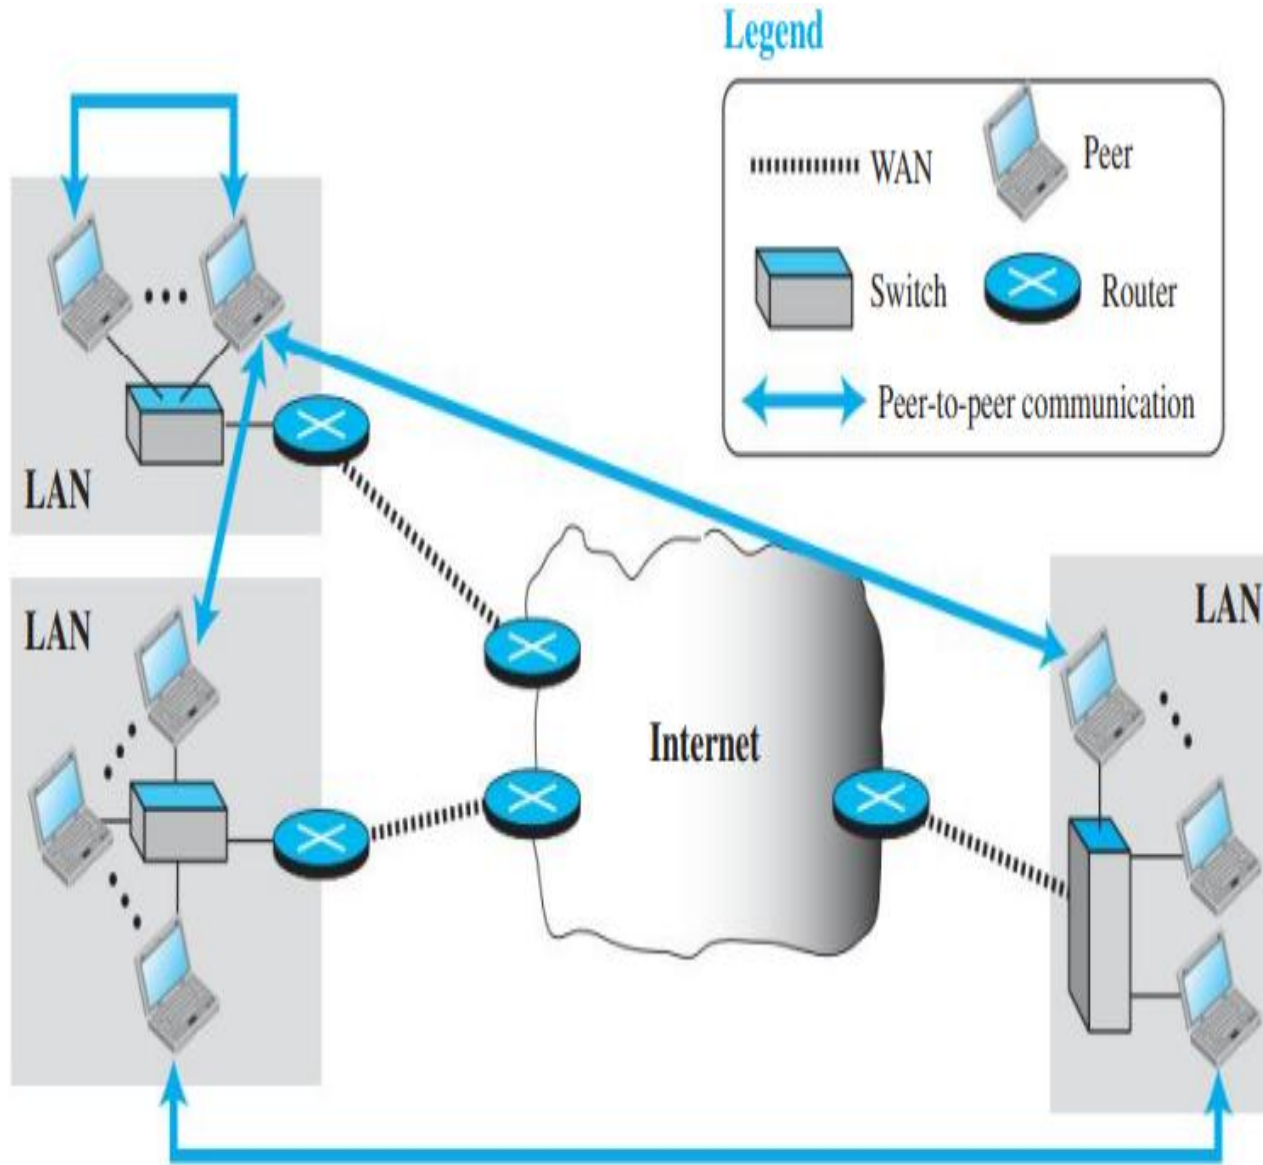 Legend
WAN
Peer
Switch
Router
Peer-to-peer communication
LAN
LAN
LAN
Internet